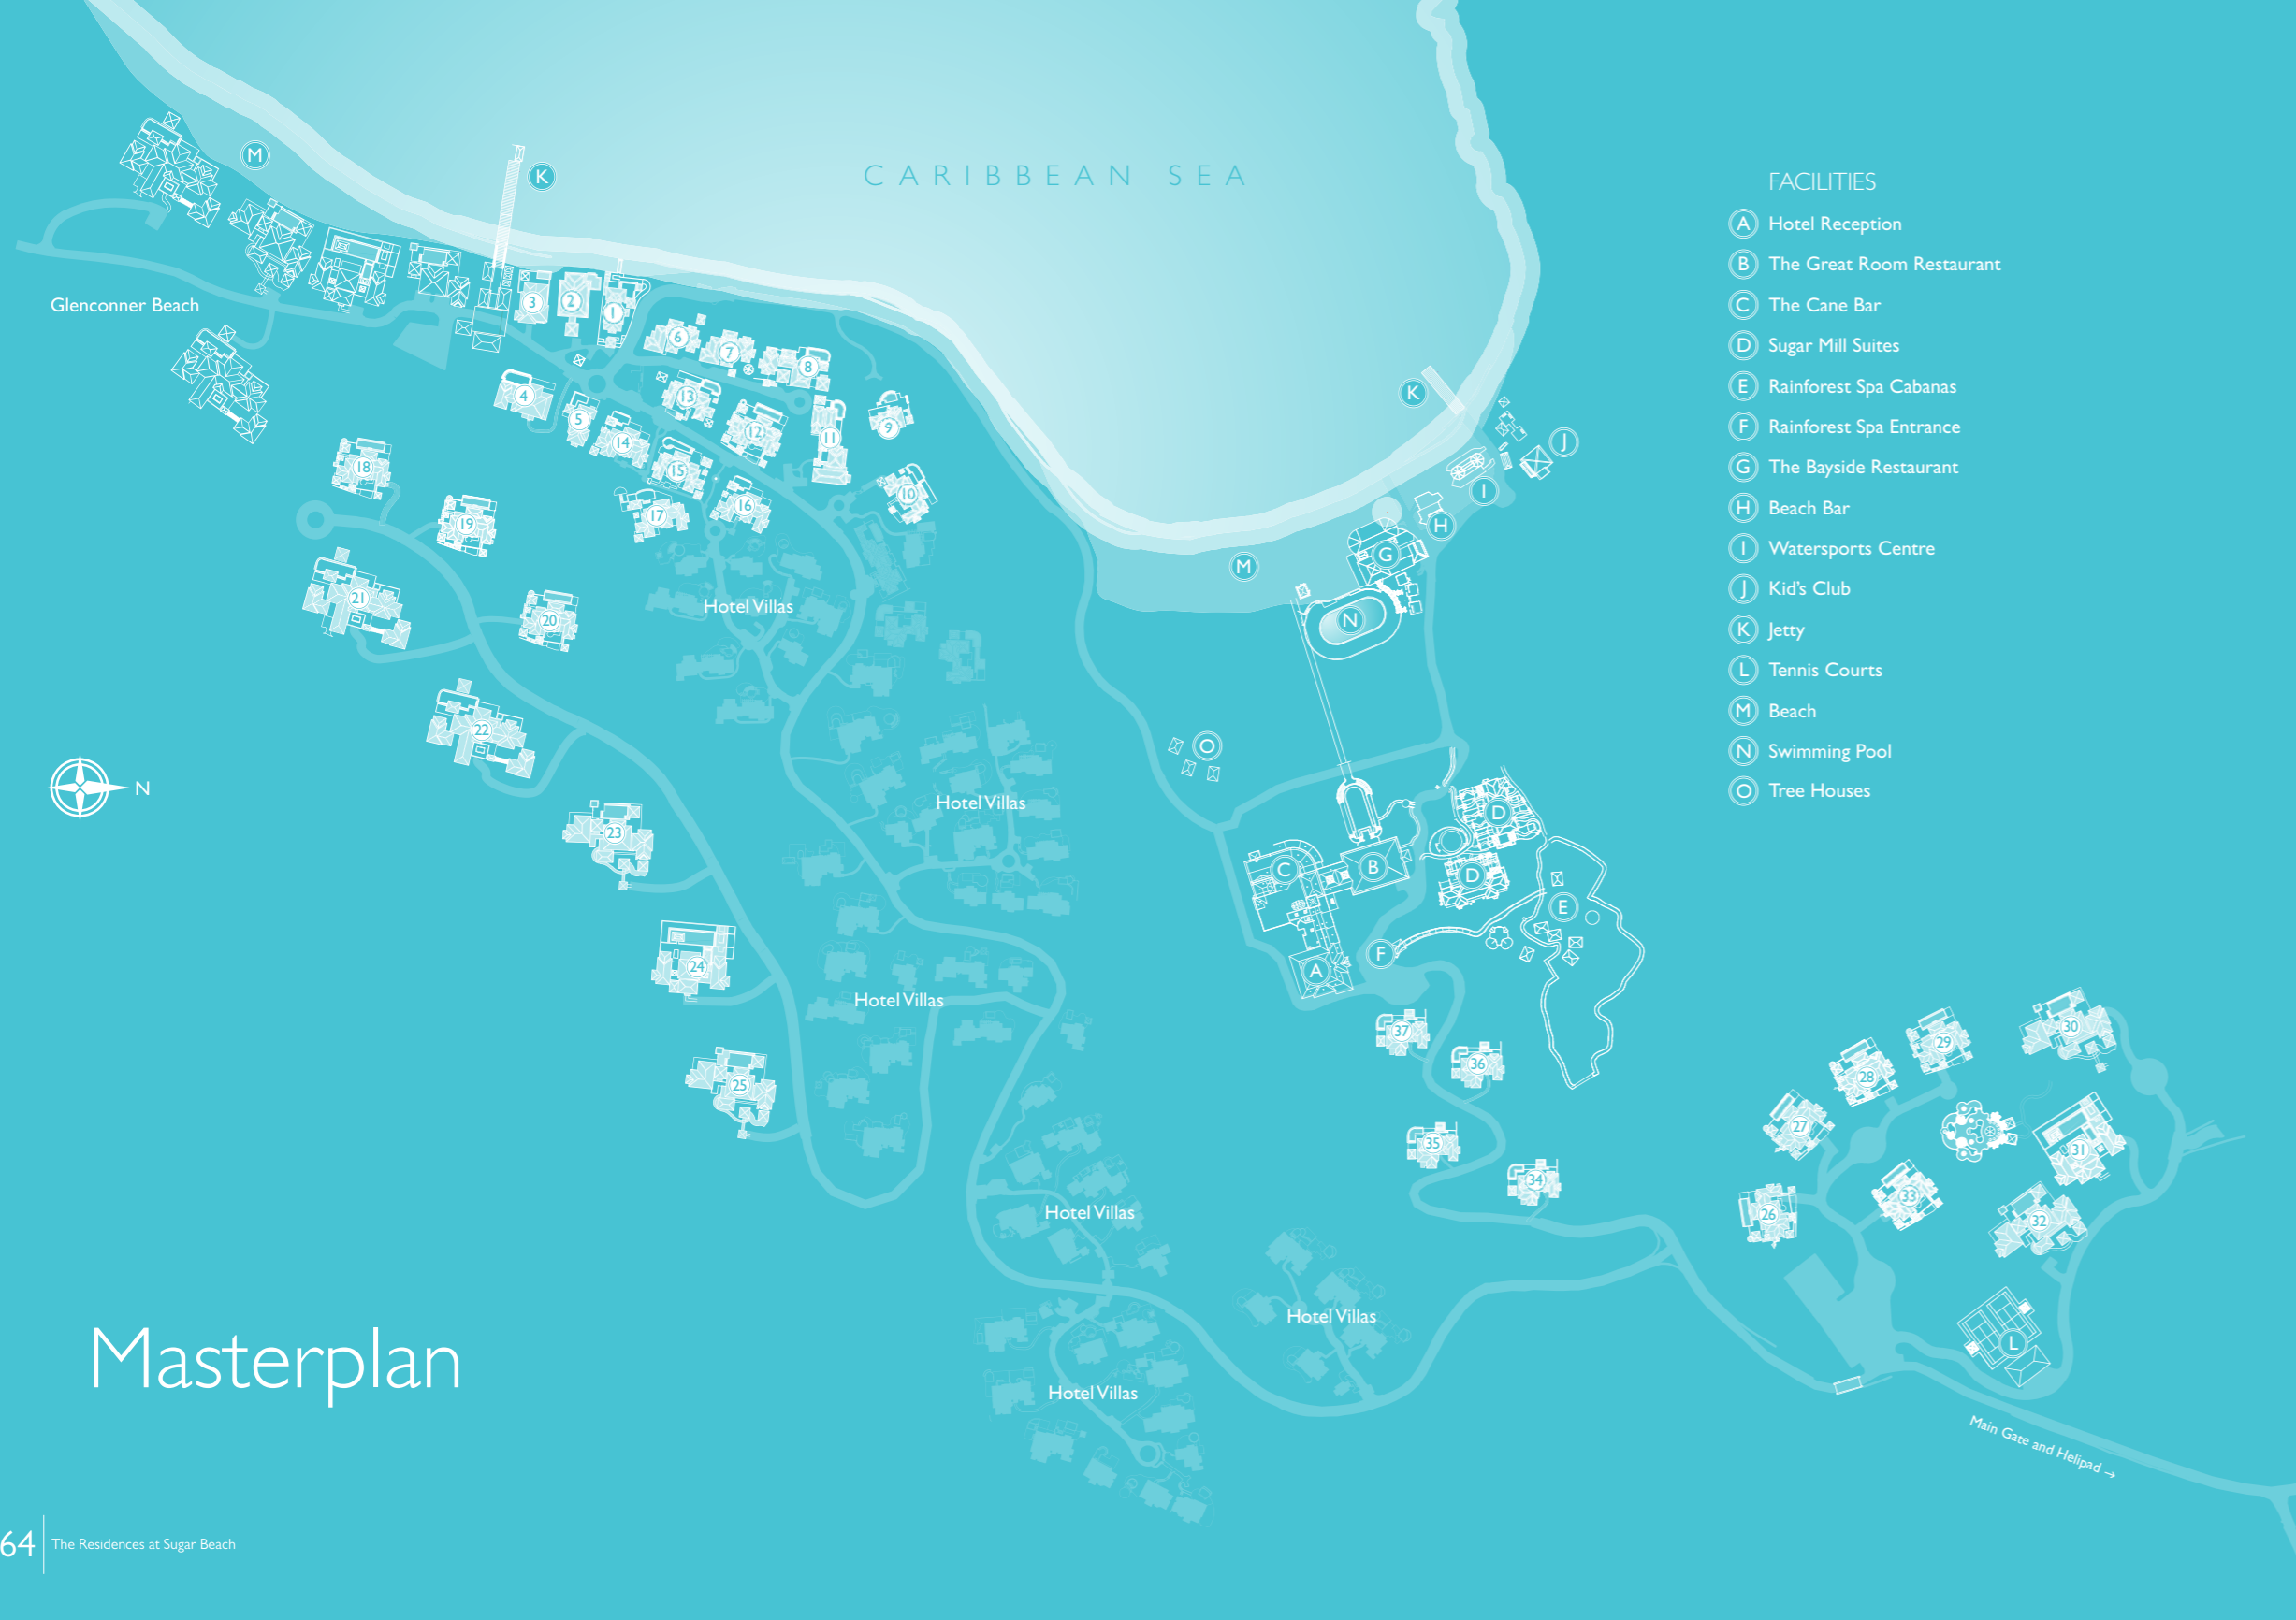 CARIBBEAN SEA
M
K
Glenconner Beach
3
2
1
6
7
8
4
5
13
12
11
9
14
15
16
17
10
18
19
20
21
22
23
24
25
Hotel Villas
Hotel Villas
Hotel Villas
Hotel Villas
Hotel Villas
Hotel Villas
K
J
I
H
G
M
N
O
D
D
B
C
E
F
A
37
36
35
34
30
29
28
27
31
33
26
32
L
Main Gate and Helipad →
N
FACILITIES
A Hotel Reception
B The Great Room Restaurant
C The Cane Bar
D Sugar Mill Suites
E Rainforest Spa Cabanas
F Rainforest Spa Entrance
G The Bayside Restaurant
H Beach Bar
I Watersports Centre
J Kid's Club
K Jetty
L Tennis Courts
M Beach
N Swimming Pool
O Tree Houses
Masterplan
64 The Residences at Sugar Beach